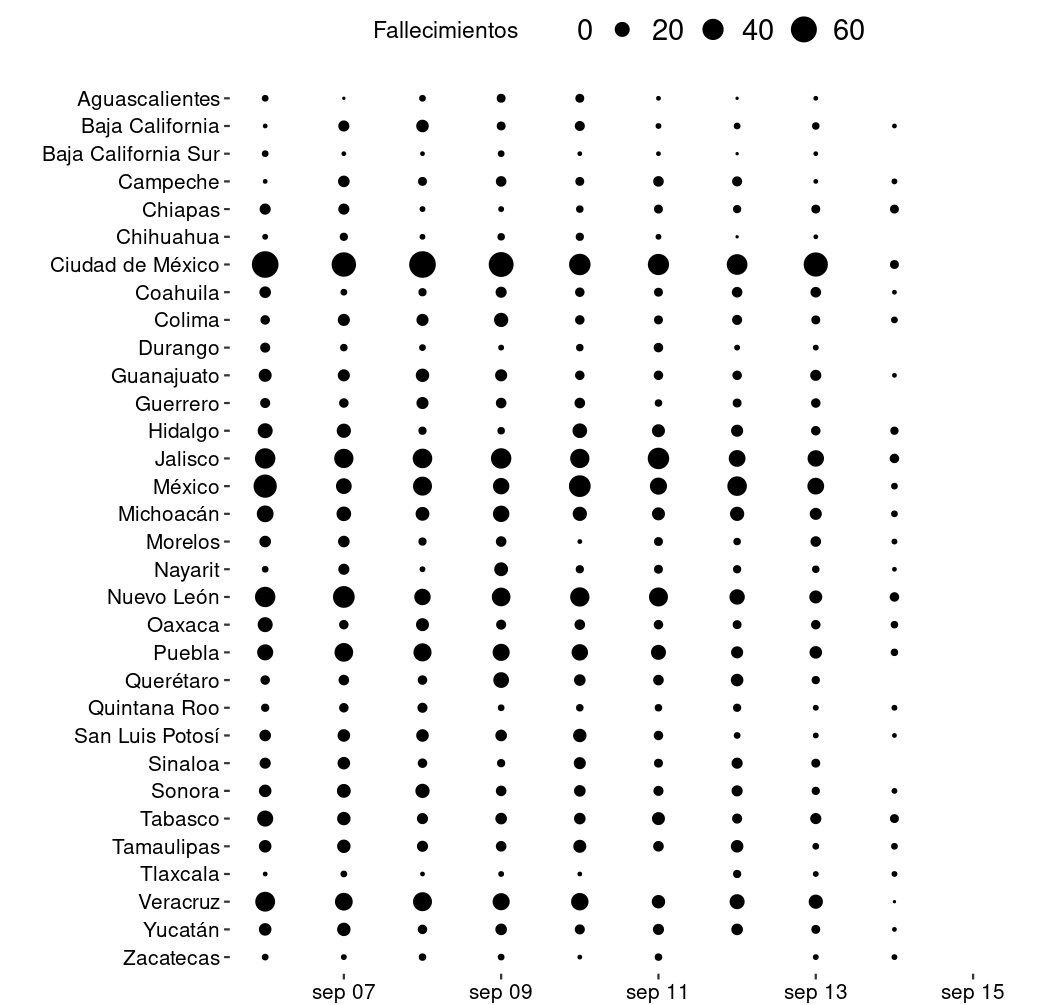 Fallecimientos 0 20 40 60
Aguascalientes
Baja California
Baja California Sur
Campeche
Chiapas
Chihuahua
Ciudad de México
Coahuila
Colima
Durango
Guanajuato
Guerrero
Hidalgo
Jalisco
México
Michoacán
Morelos
Nayarit
Nuevo León
Oaxaca
Puebla
Querétaro
Quintana Roo
San Luis Potosí
Sinaloa
Sonora
Tabasco
Tamaulipas
Tlaxcala
Veracruz
Yucatán
Zacatecas
sep 07 sep 09 sep 11 sep 13 sep 15